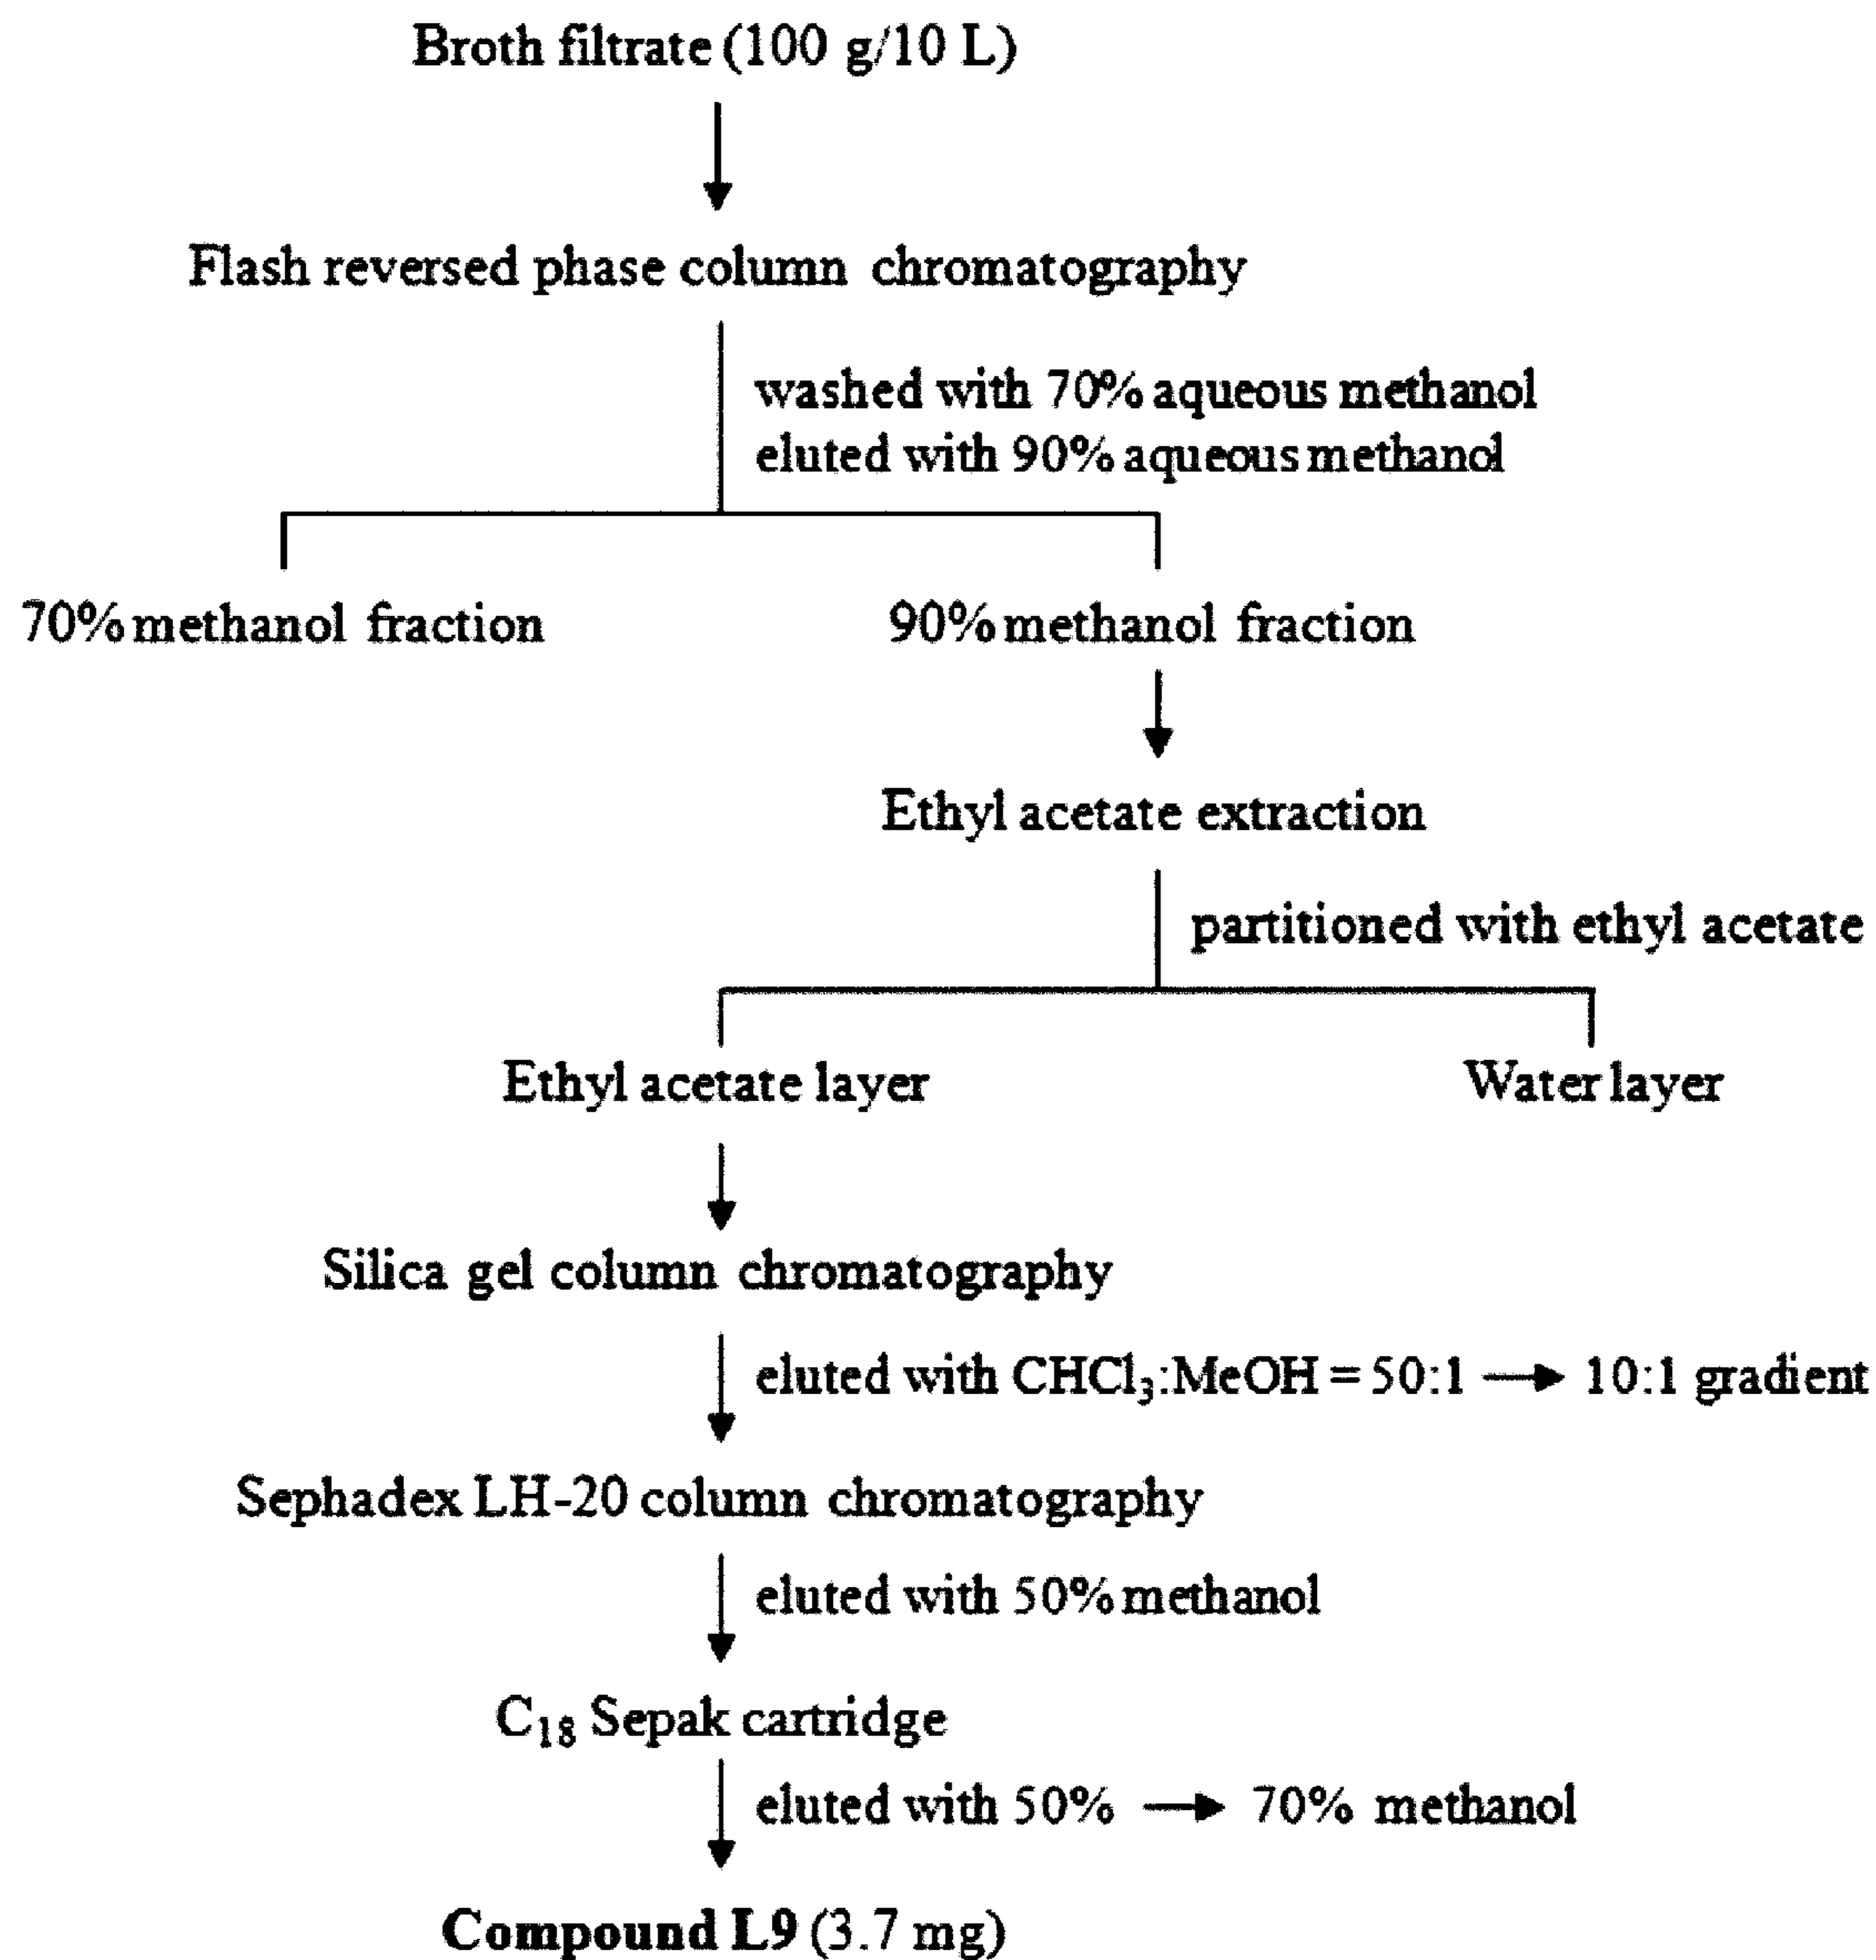 Broth filtrate (100 g/10 L)
Flash reversed phase column chromatography
washed with 70% aqueous methanol
eluted with 90% aqueous methanol
70% methanol fraction
90% methanol fraction
Ethyl acetate extraction
partitioned with ethyl acetate
Ethyl acetate layer
Water layer
Silica gel column chromatography
eluted with CHCl₃:MeOH = 50:1 → 10:1 gradient
Sephadex LH-20 column chromatography
eluted with 50% methanol
C₁₈ Sepak cartridge
eluted with 50% → 70% methanol
Compound L9 (3.7 mg)